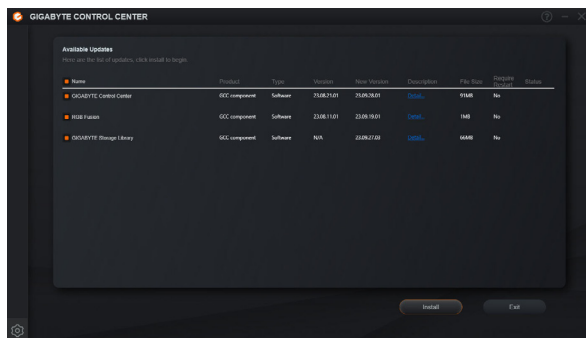 GIGABYTE CONTROL CENTER
Available Updates
Here are the list of updates, click install to begin
Name Product Type Version New Version Description File Size Require Restart Status
GIGABYTE Control Center GCC component Software 23.08.21.01 23.09.28.01 Detail... 91MB No
RGB Fusion GCC component Software 23.08.11.01 23.09.19.01 Detail... 1MB No
GIGABYTE Storage Library GCC component Software N/A 23.09.27.03 Detail... 66MB No
Install Exit